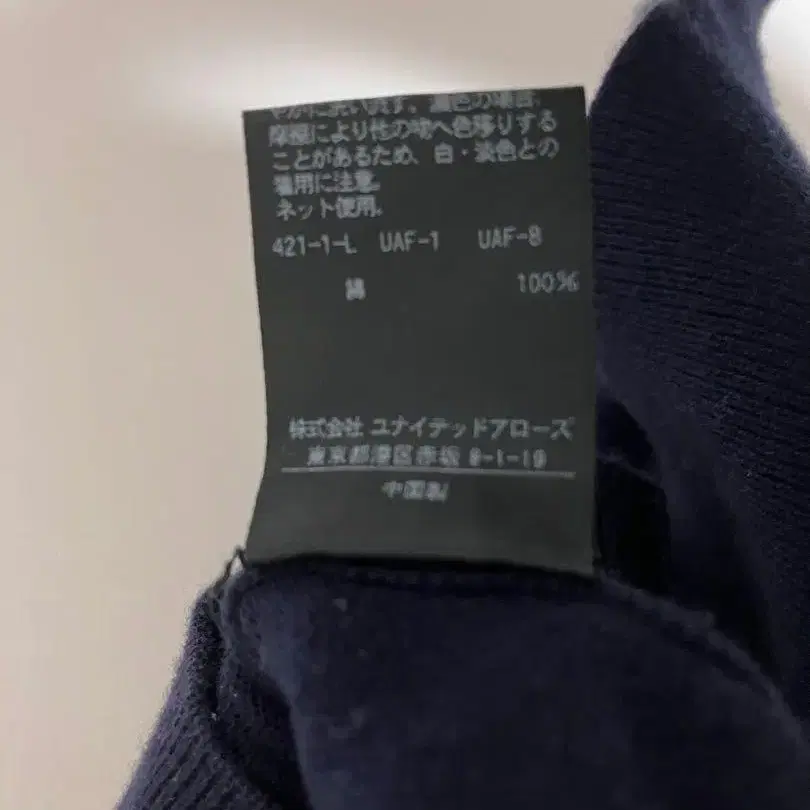 やかに洗い張す。濃色の場合、
摩擦により他の物へ色移りする
ことがあるため、白・淡色との
着用に注意。
ネット使用。
421-1-L UAF-1 UAF-8
綿 100%
株式会社 ユナイテッドアローズ
東京都港区赤坂 8-1-19
中国製